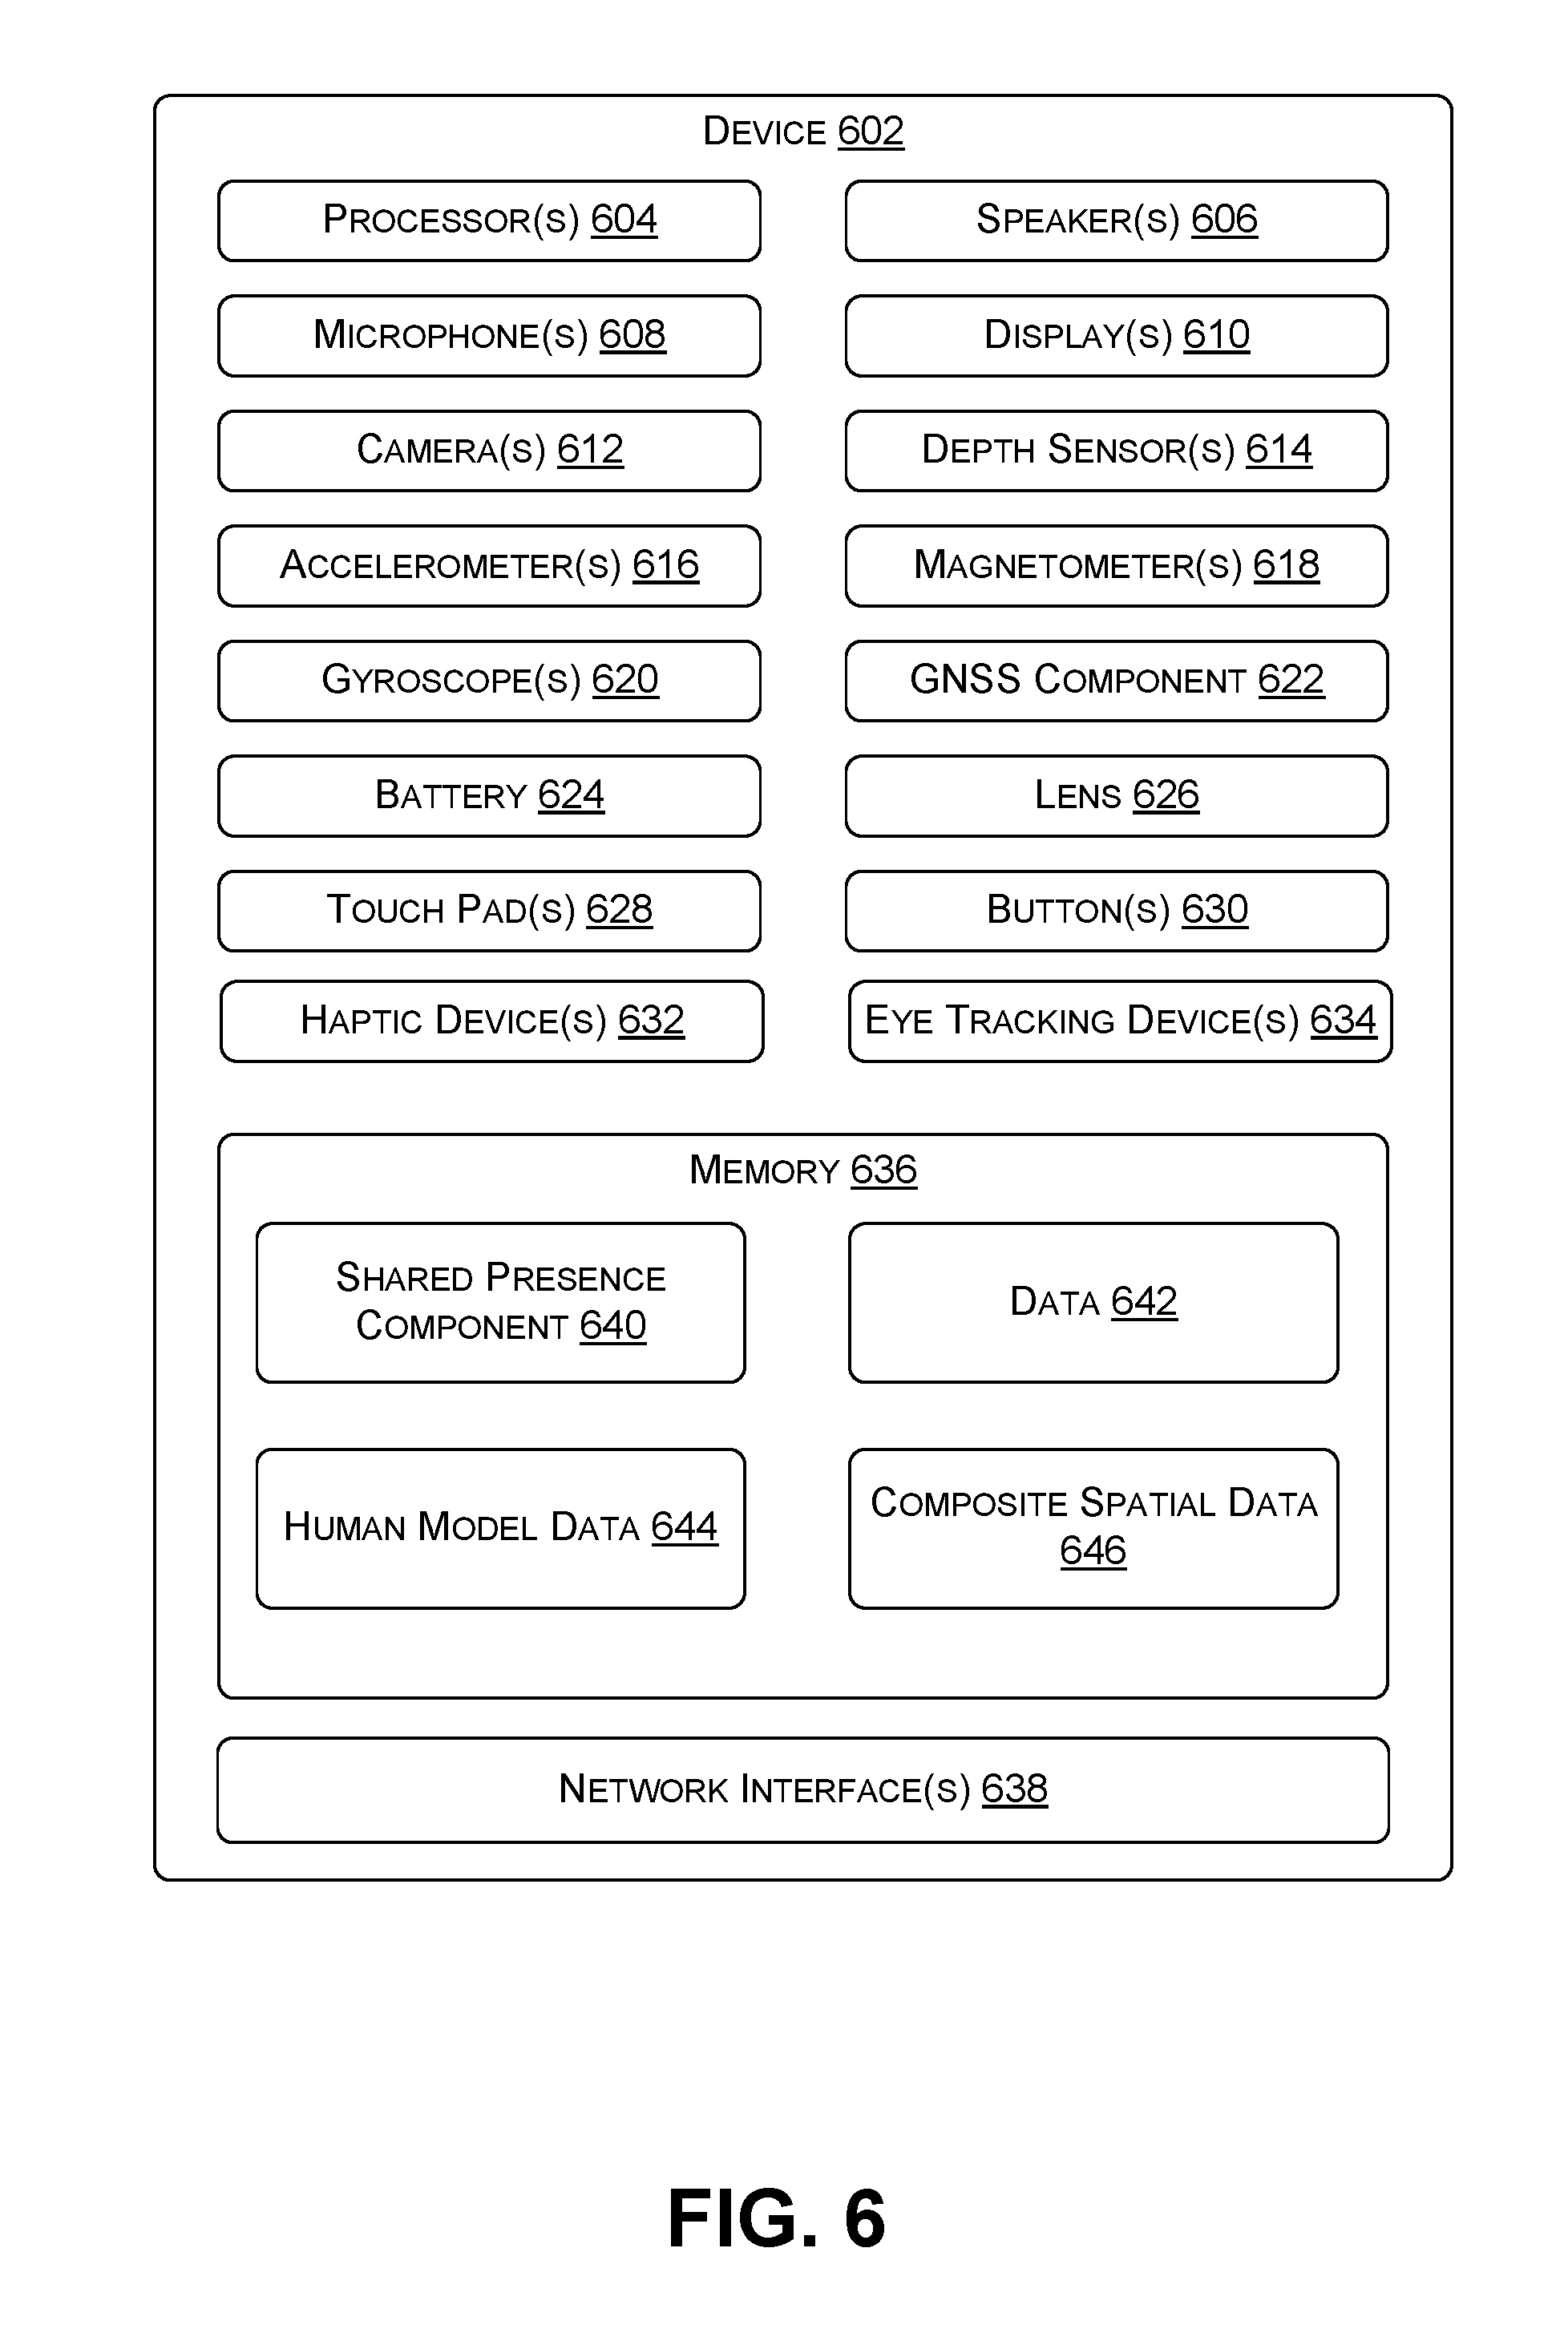 DEVICE 602
PROCESSOR(S) 604
SPEAKER(S) 606
MICROPHONE(S) 608
DISPLAY(S) 610
CAMERA(S) 612
DEPTH SENSOR(S) 614
ACCELEROMETER(S) 616
MAGNETOMETER(S) 618
GYROSCOPE(S) 620
GNSS COMPONENT 622
BATTERY 624
LENS 626
TOUCH PAD(S) 628
BUTTON(S) 630
HAPTIC DEVICE(S) 632
EYE TRACKING DEVICE(S) 634
MEMORY 636
SHARED PRESENCE
COMPONENT 640
DATA 642
HUMAN MODEL DATA 644
COMPOSITE SPATIAL DATA
646
NETWORK INTERFACE(S) 638
FIG. 6